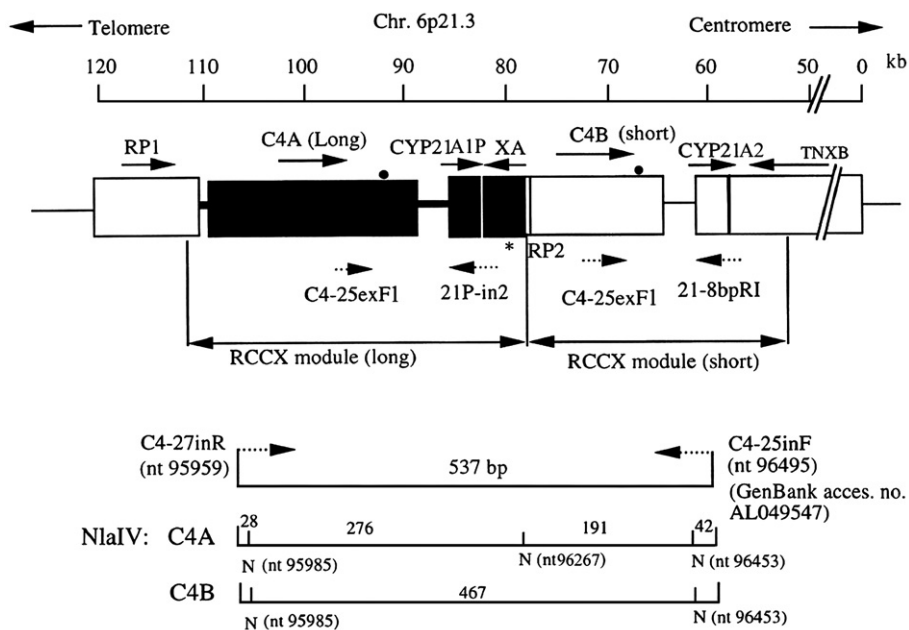 Telomere Chr. 6p21.3 Centromere
120 110 100 90 80 70 60 50 0 kb
RP1 C4A (Long) CYP21A1P XA C4B (short) CYP21A2 TNXB
* RP2
C4-25exF1 21P-in2 C4-25exF1 21-8bpRI
RCCX module (long) RCCX module (short)
C4-27inR
(nt 95959)
537 bp
C4-25inF
(nt 96495)
(GenBank acces. no.
AL049547)
NlaIV: C4A 28 276 191 42
N (nt 95985) N (nt96267) N (nt 96453)
C4B 467
N (nt 95985) N (nt 96453)